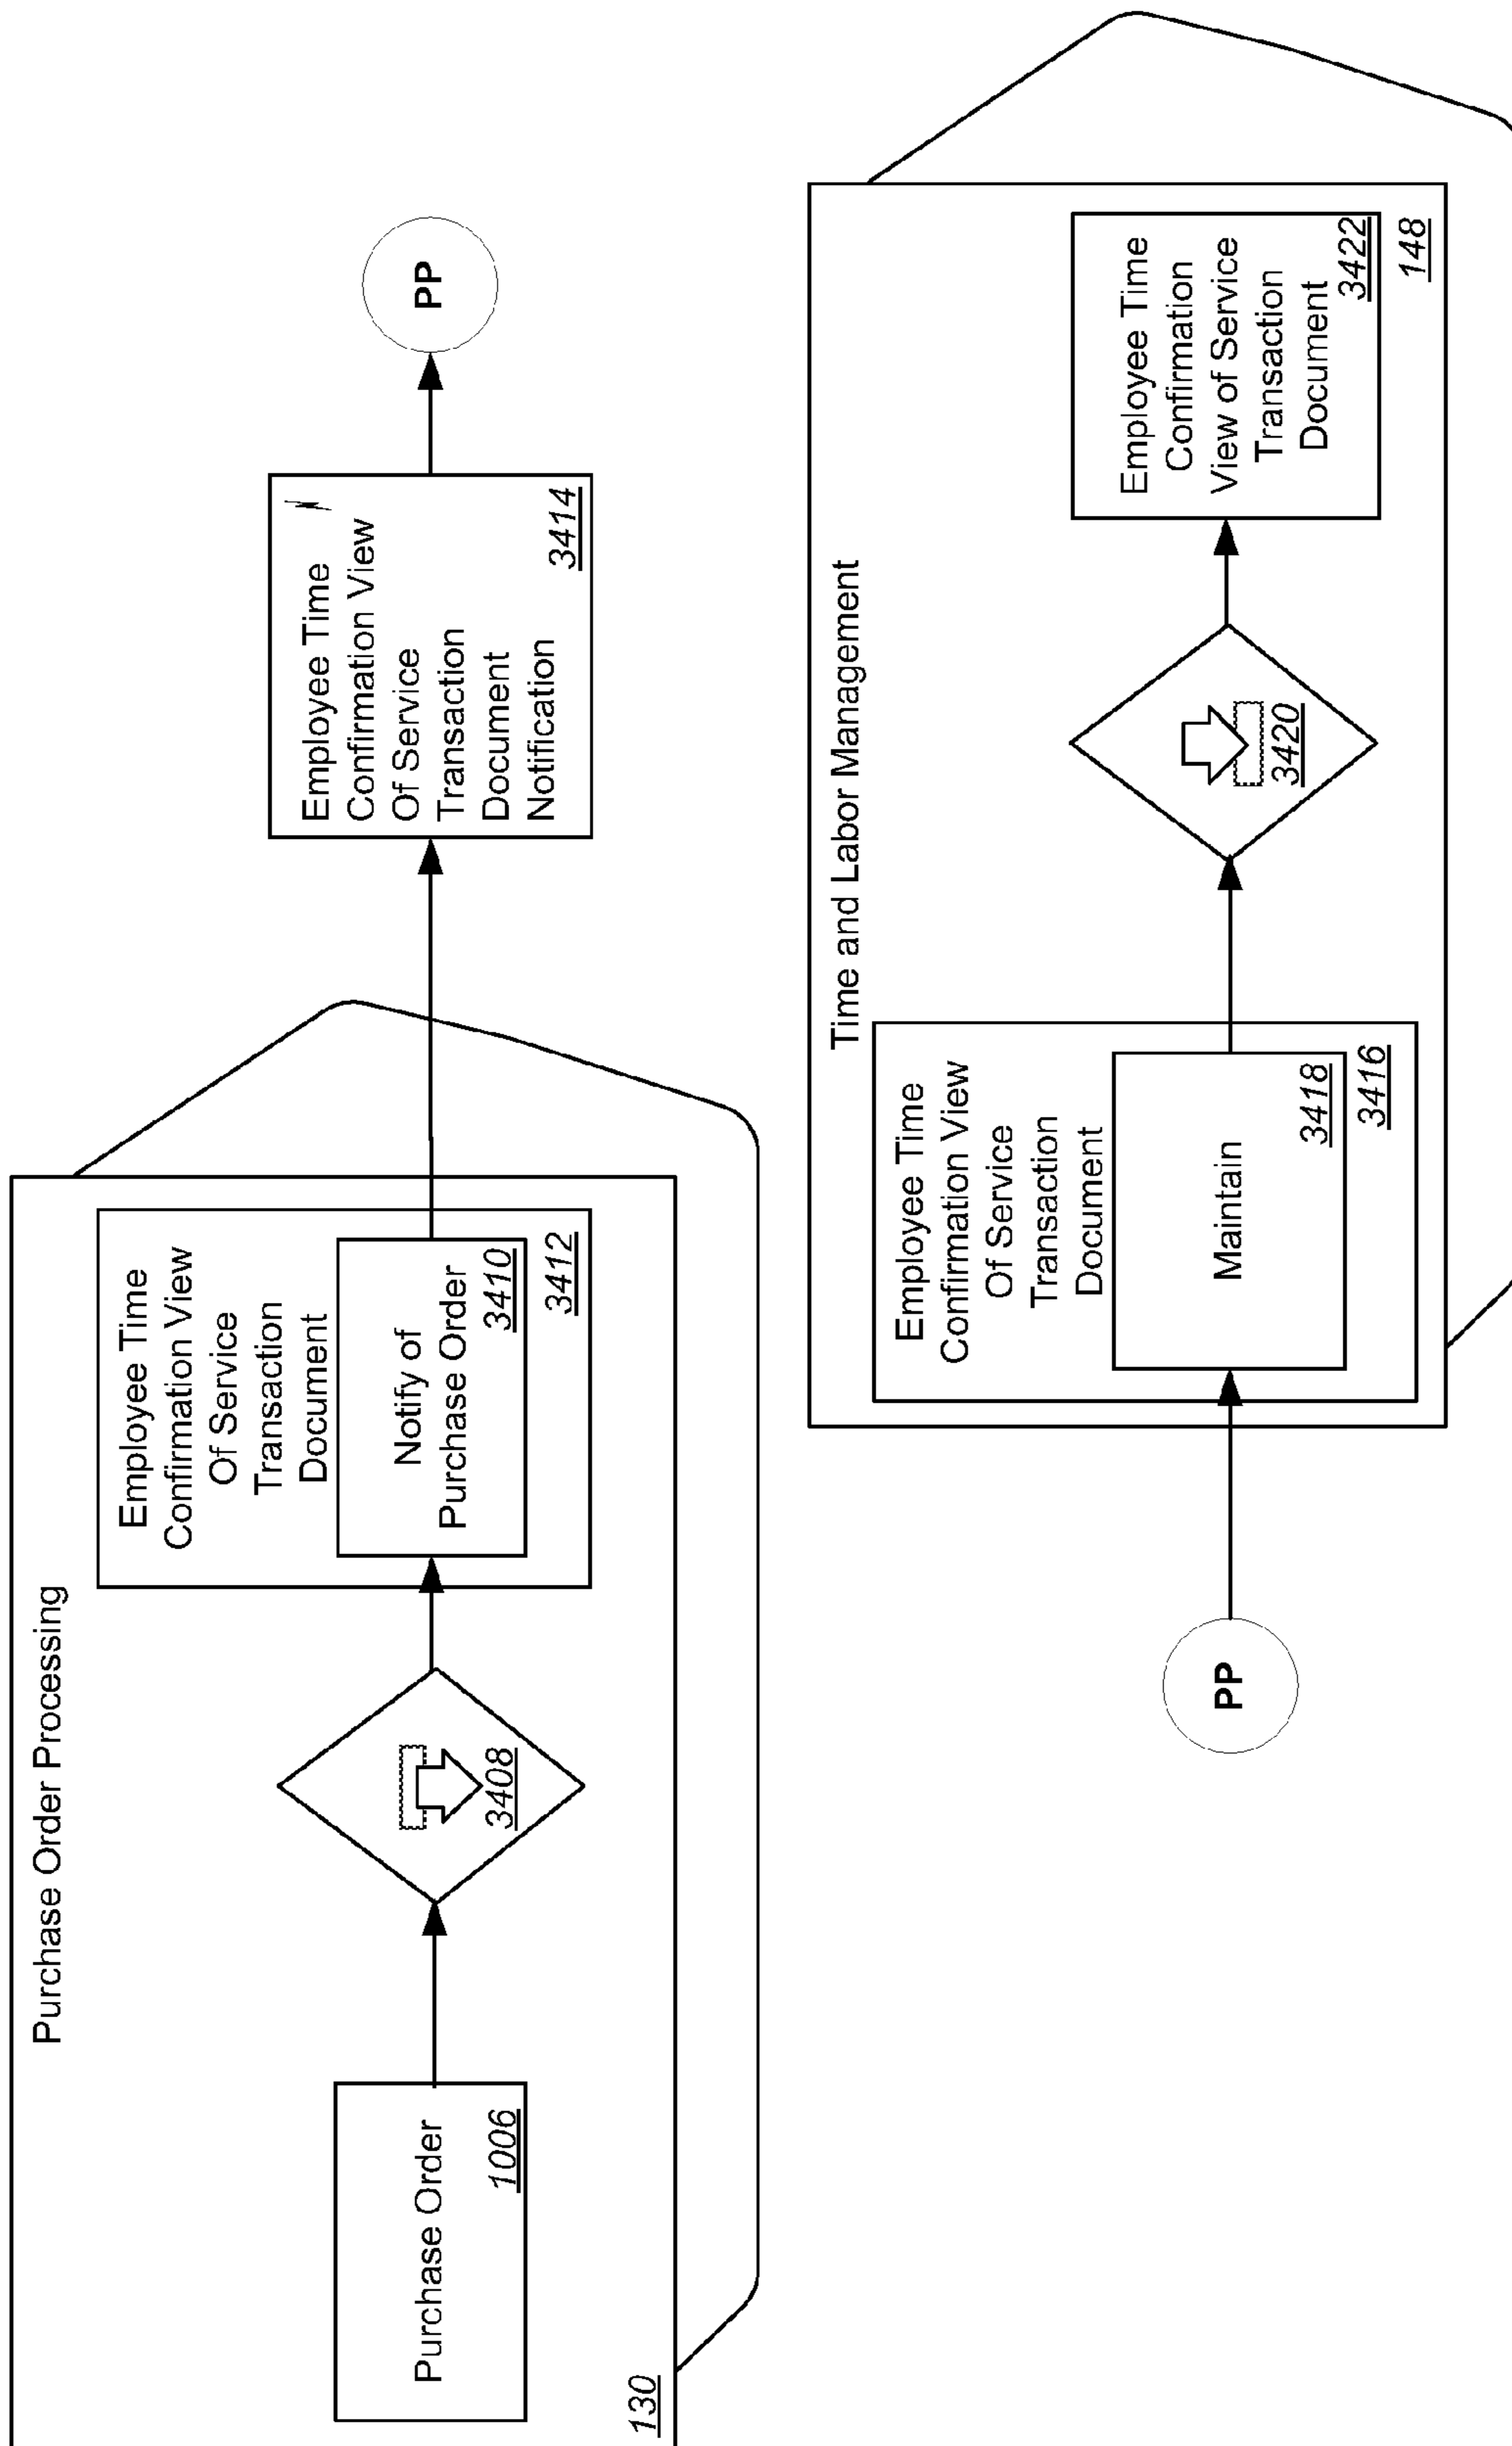 Purchase Order Processing
Purchase Order
1006
3408
Employee Time
Confirmation View
Of Service
Transaction
Document
Notify of
Purchase Order
3410
3412
130
Employee Time
Confirmation View
Of Service
Transaction
Document
Notification
3414
PP
PP
Time and Labor Management
Employee Time
Confirmation View
Of Service
Transaction
Document
Maintain
3418
3416
3420
Employee Time
Confirmation
View of Service
Transaction
Document
3422
148